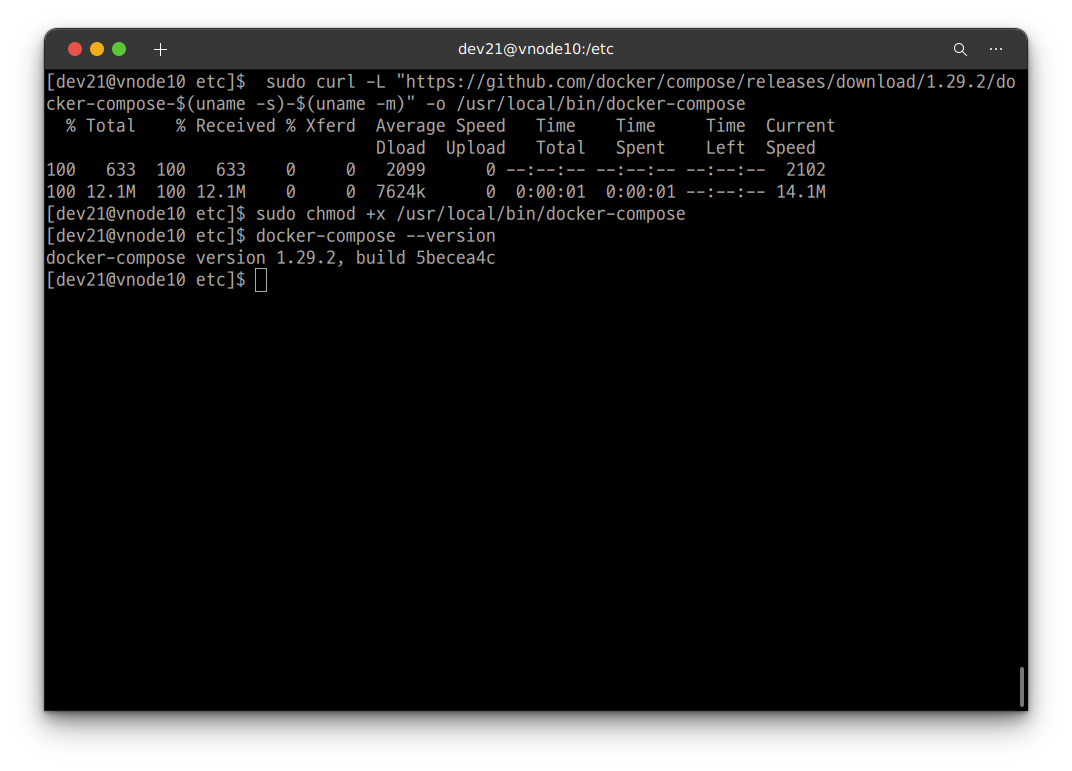 dev21@vnode10:/etc
[dev21@vnode10 etc]$  sudo curl -L "https://github.com/docker/compose/releases/download/1.29.2/do
cker-compose-$(uname -s)-$(uname -m)" -o /usr/local/bin/docker-compose
  % Total    % Received % Xferd  Average Speed   Time    Time     Time  Current
                                 Dload  Upload   Total   Spent    Left  Speed
100   633  100   633    0     0   2099      0 --:--:-- --:--:-- --:--:--  2102
100 12.1M  100 12.1M    0     0  7624k      0  0:00:01  0:00:01 --:--:-- 14.1M
[dev21@vnode10 etc]$ sudo chmod +x /usr/local/bin/docker-compose
[dev21@vnode10 etc]$ docker-compose --version
docker-compose version 1.29.2, build 5becea4c
[dev21@vnode10 etc]$